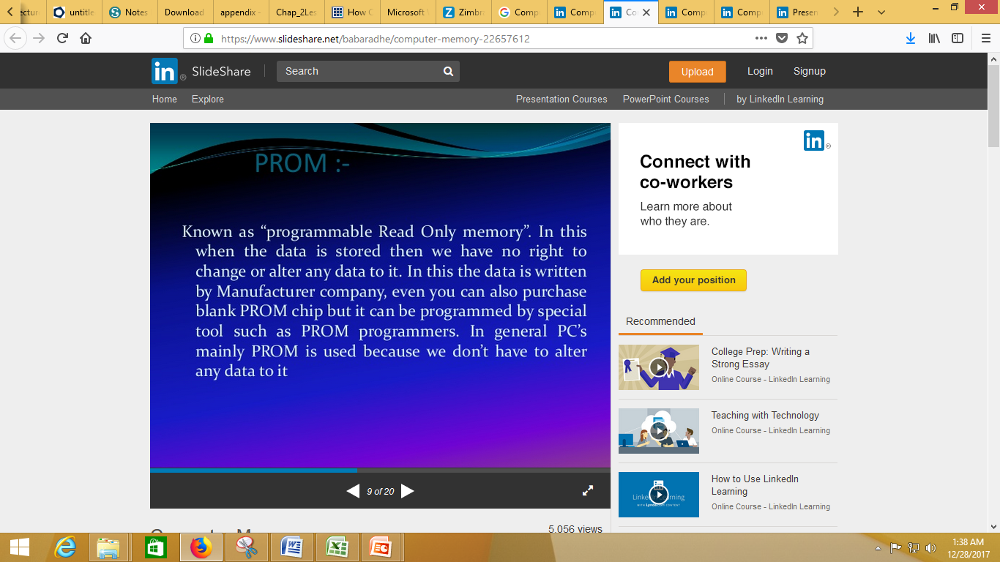 ecture
untitle
Notes
Download
appendix -
Chap_2Les
How C
Microsoft
Zimbra
Comp
Comp
Co
Comp
Comp
Presen
https://www.slideshare.net/babaradhe/computer-memory-22657612
in® SlideShare
Search
Upload
Login
Signup
Home
Explore
Presentation Courses
PowerPoint Courses
by LinkedIn Learning
PROM :-
Known as “programmable Read Only memory”. In this
when the data is stored then we have no right to
change or alter any data to it. In this the data is written
by Manufacturer company, even you can also purchase
blank PROM chip but it can be programmed by special
tool such as PROM programmers. In general PC’s
mainly PROM is used because we don’t have to alter
any data to it
9 of 20
5,056 views
in®
Connect with
co-workers
Learn more about
who they are.
Add your position
Recommended
College Prep: Writing a
Strong Essay
Online Course - LinkedIn Learning
Teaching with Technology
Online Course - LinkedIn Learning
How to Use LinkedIn
Learning
Online Course - LinkedIn Learning
1:38 AM
12/28/2017